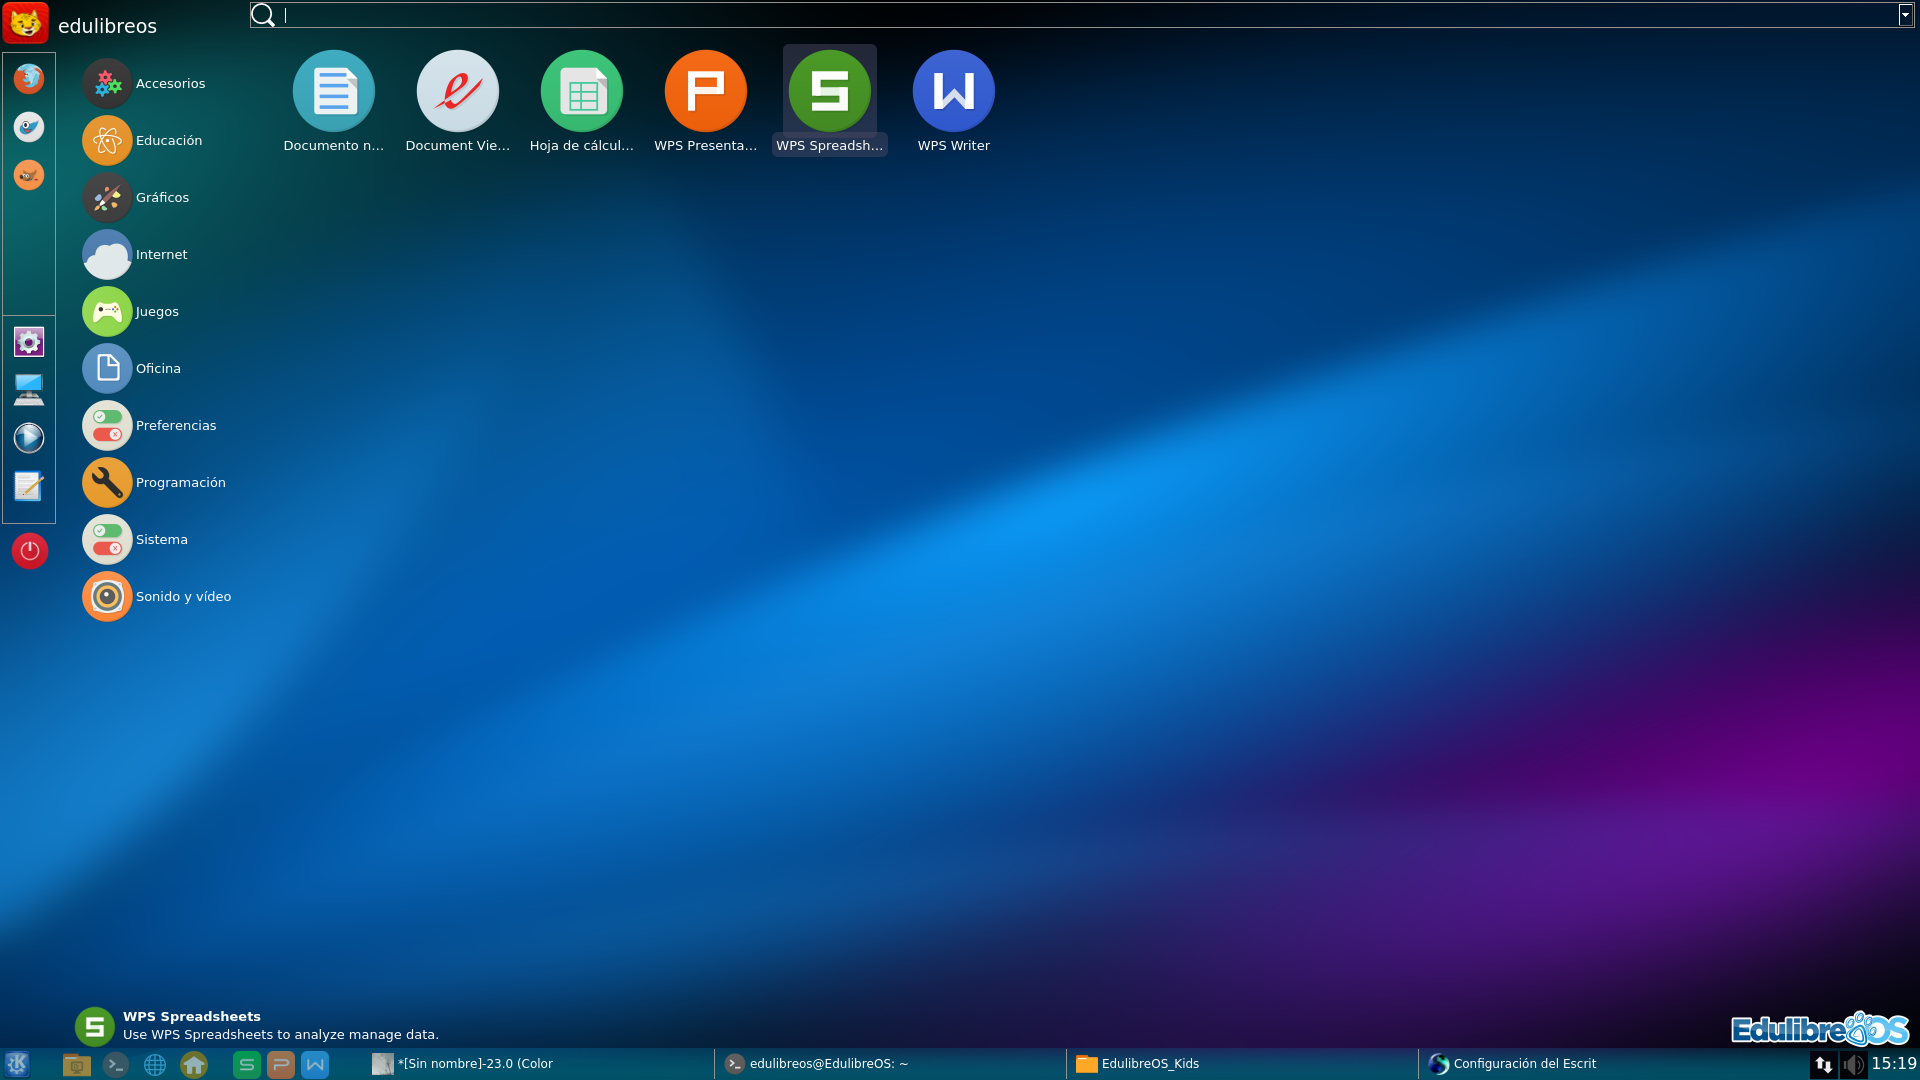 edulibreos
Accesorios
Educación
Gráficos
Internet
Juegos
Oficina
Preferencias
Programación
Sistema
Sonido y vídeo
Documento n...
Document Vie...
Hoja de cálcul...
WPS Presenta...
WPS Spreadsh...
WPS Writer
WPS Spreadsheets
Use WPS Spreadsheets to analyze manage data.
EdulibreOS
*[Sin nombre]-23.0 (Color
edulibreos@EdulibreOS: ~
EdulibreOS_Kids
Configuración del Escrit
15:19